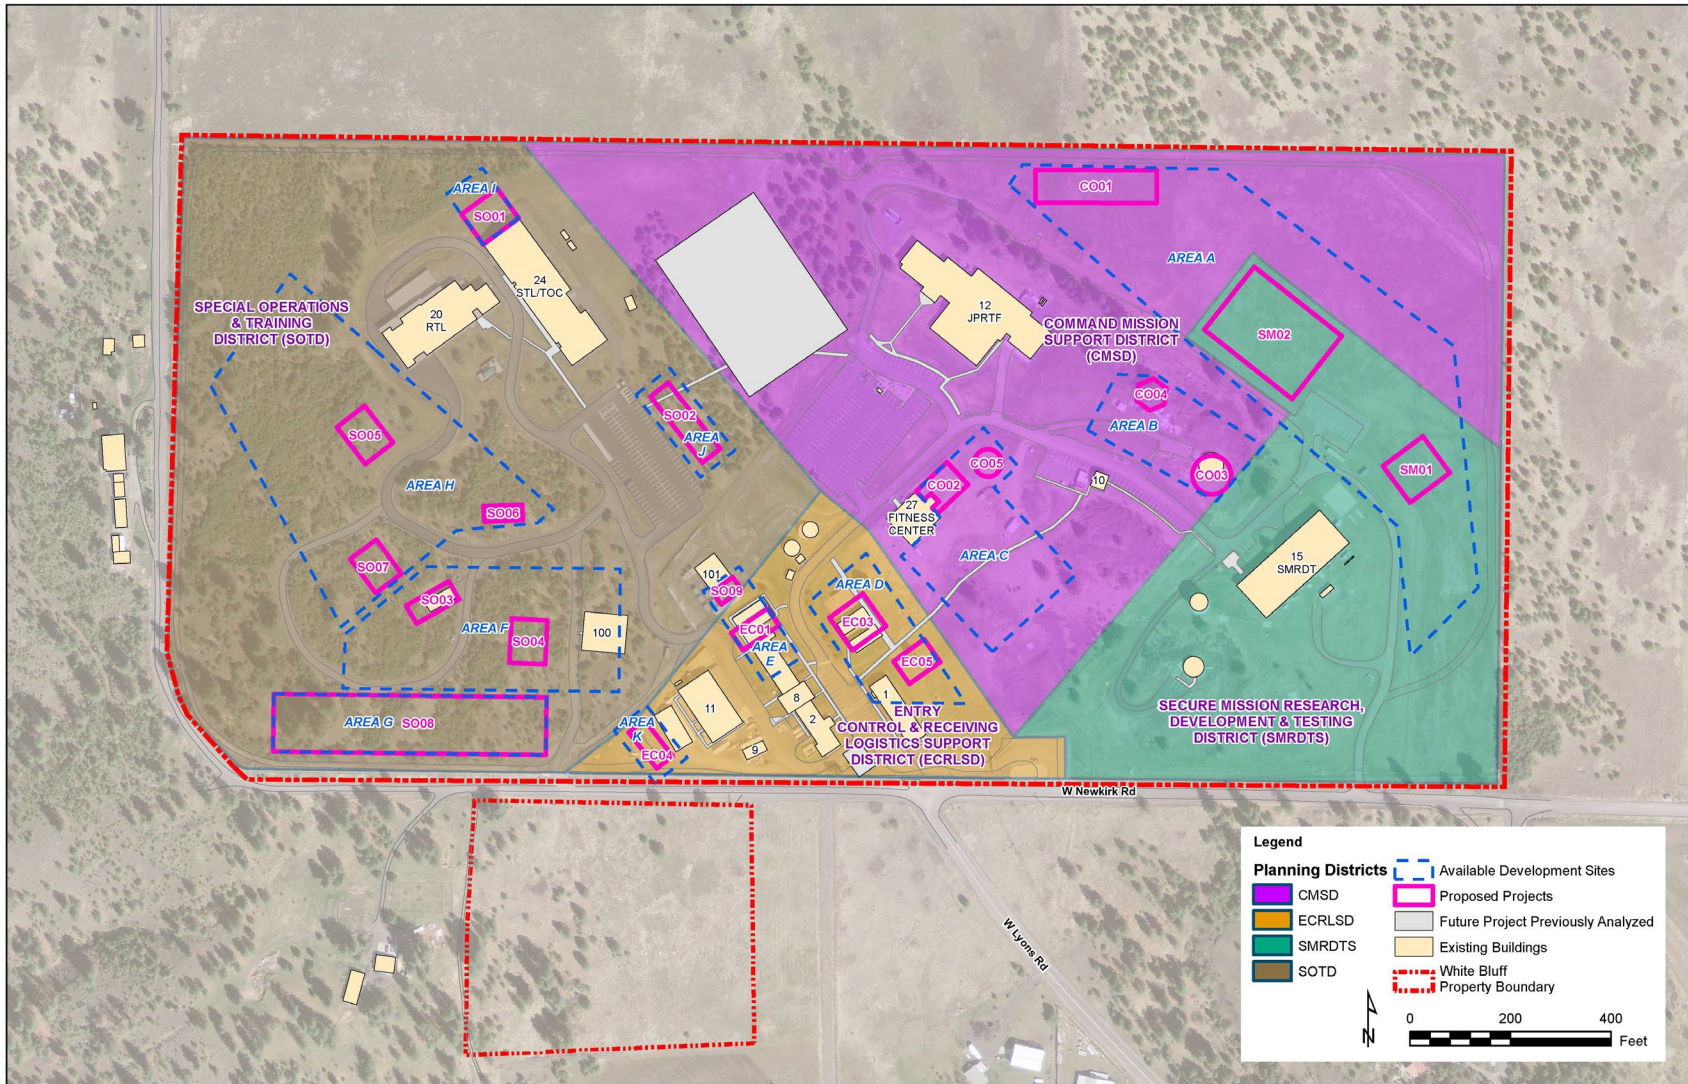 AREA I
SO01
CO01
AREA A
24
STL/TOC
SPECIAL OPERATIONS
& TRAINING
DISTRICT (SOTD)
20
RTL
12
JPRTF
COMMAND MISSION
SUPPORT DISTRICT
(CMSD)
SM02
CO04
SO02
AREA B
SO05
AREA
J
CO05
SM01
CO03
AREA H
CO02
10
27
FITNESS
CENTER
SO06
AREA C
15
SMRDT
SO07
101
SO09
AREA D
SO03
AREA F
SO04
100
EC01
EC03
AREA
E
EC05
8
1
11
2
9
AREA G
SO08
AREA
K
EC04
ENTRY
CONTROL & RECEIVING
LOGISTICS SUPPORT
DISTRICT (ECRLSD)
SECURE MISSION RESEARCH,
DEVELOPMENT & TESTING
DISTRICT (SMRDTS)
W Newkirk Rd
W Lyons Rd
Legend
Planning Districts
CMSD
ECRLSD
SMRDTS
SOTD
Available Development Sites
Proposed Projects
Future Project Previously Analyzed
Existing Buildings
White Bluff
Property Boundary
N
0 200 400
Feet